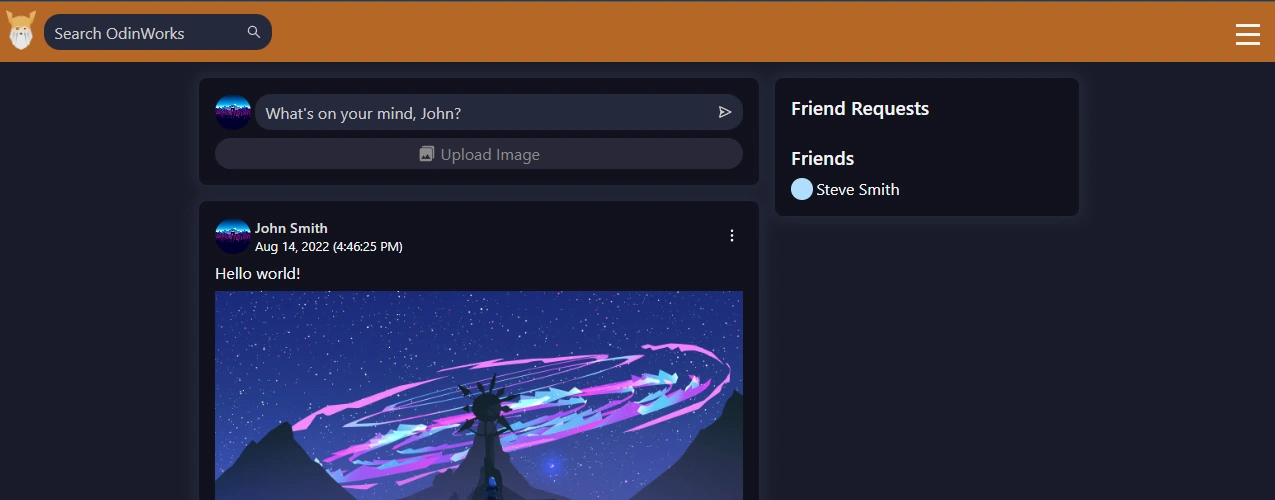 Search OdinWorks
What's on your mind, John?
Upload Image
John Smith
Aug 14, 2022 (4:46:25 PM)
Hello world!
Friend Requests
Friends
Steve Smith